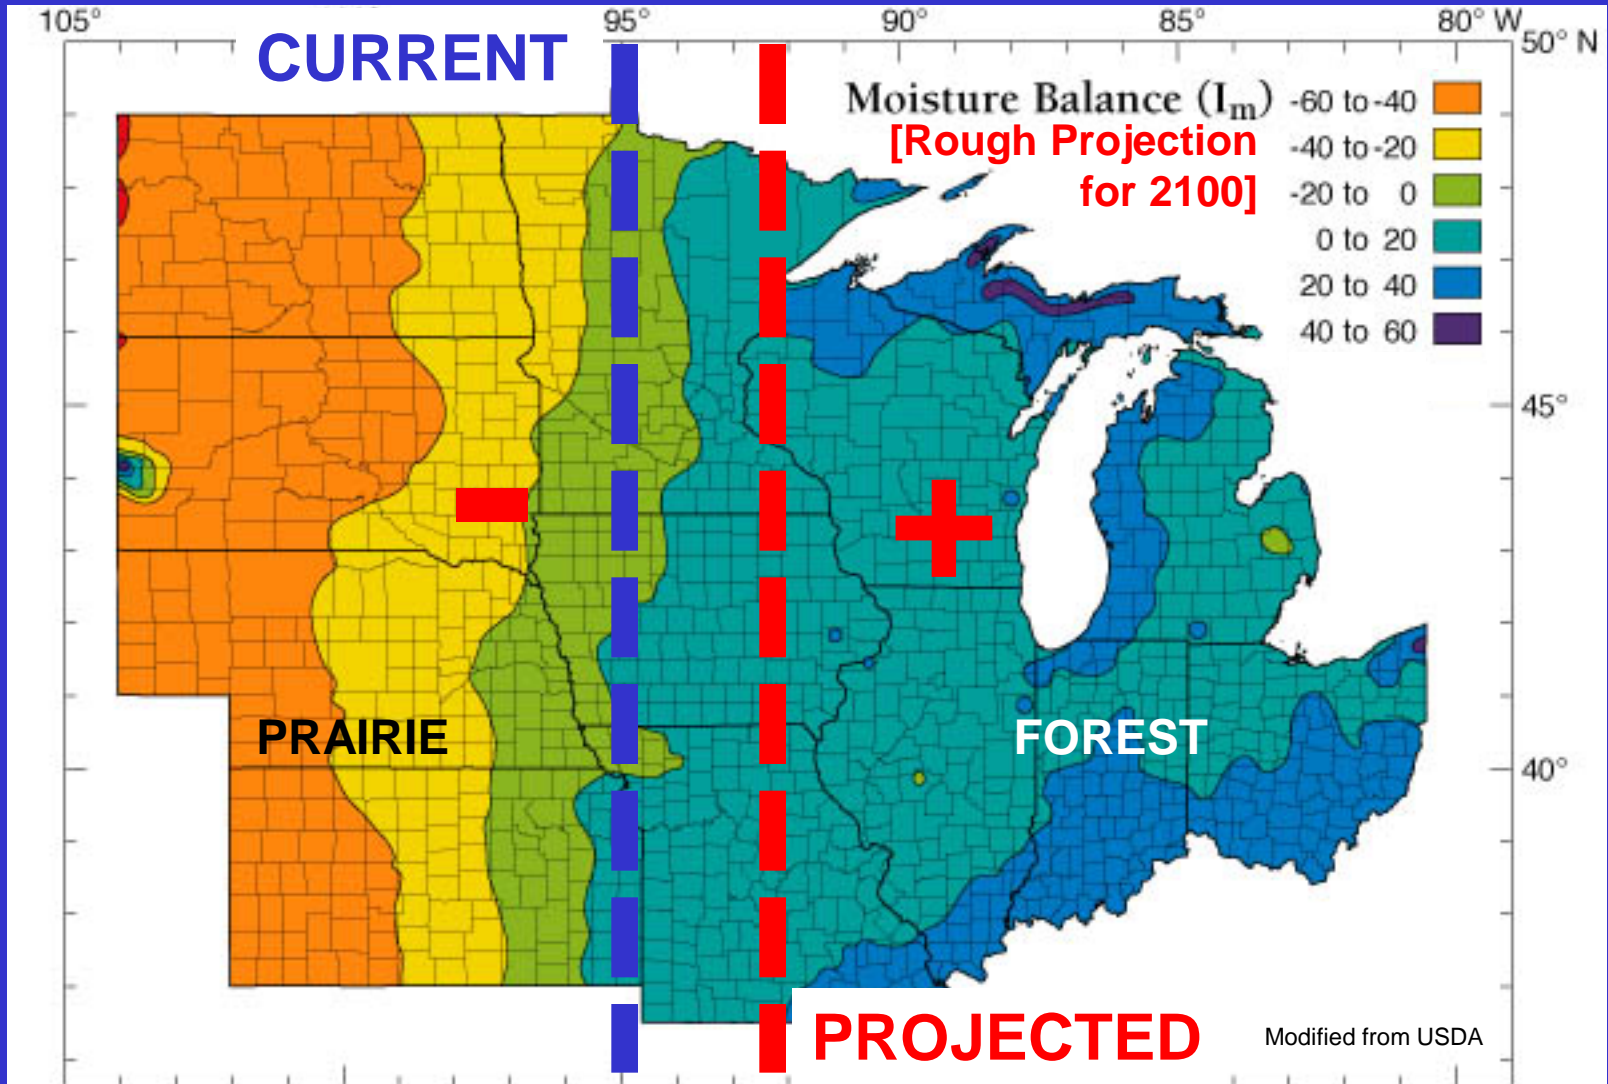 105°
95°
90°
85°
80° W
50° N
CURRENT
Moisture Balance (Im)
[Rough Projection
for 2100]
-60 to -40
-40 to -20
-20 to 0
0 to 20
20 to 40
40 to 60
45°
PRAIRIE
FOREST
40°
PROJECTED
Modified from USDA